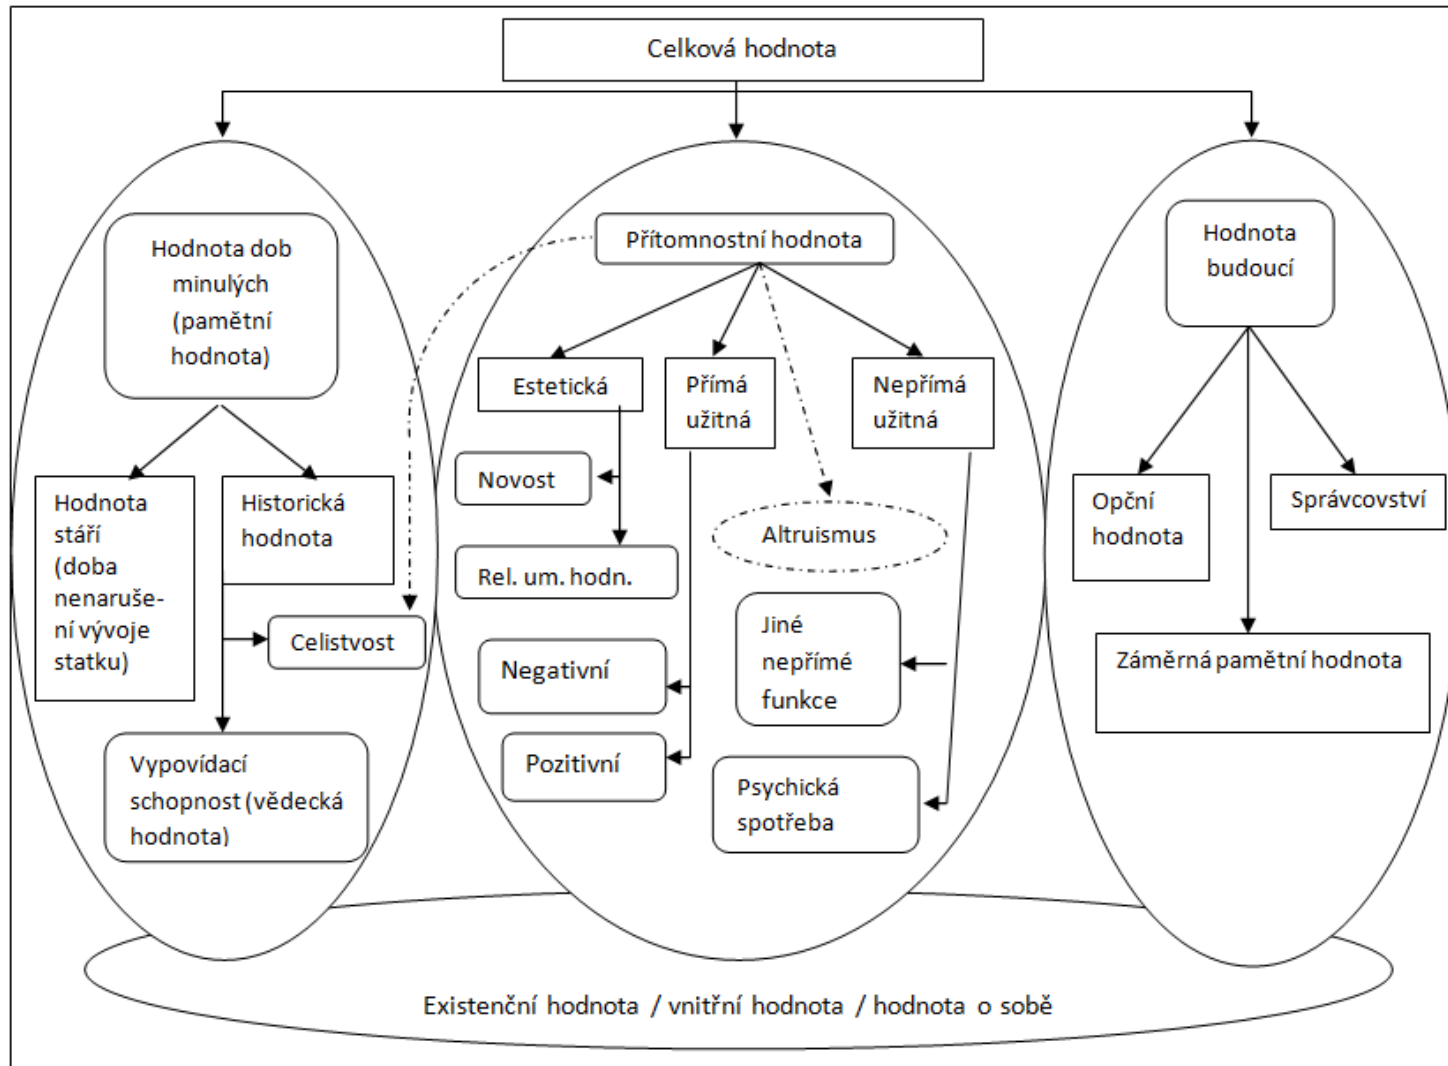 Celková hodnota
Hodnota dob
minulých
(pamětní
hodnota)
Hodnota
stáří
(doba
nenaruše-
ní vývoje
statku)
Historická
hodnota
Celistvost
Vypovídací
schopnost (vědecká
hodnota)
Přítomnostní hodnota
Estetická
Novost
Rel. um. hodn.
Přímá
užitná
Negativní
Pozitivní
Nepřímá
užitná
Altruismus
Jiné
nepřímé
funkce
Psychická
spotřeba
Hodnota
budoucí
Opční
hodnota
Správcovství
Záměrná pamětní hodnota
Existenční hodnota / vnitřní hodnota / hodnota o sobě